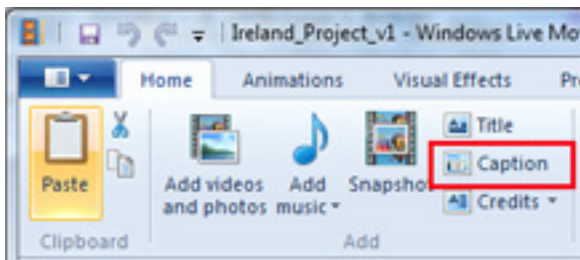 Ireland_Project_v1 - Windows Live Mo
Home Animations Visual Effects Pr
Paste
Add videos and photos
Add music
Snapshot
Title
Caption
Credits
Clipboard
Add